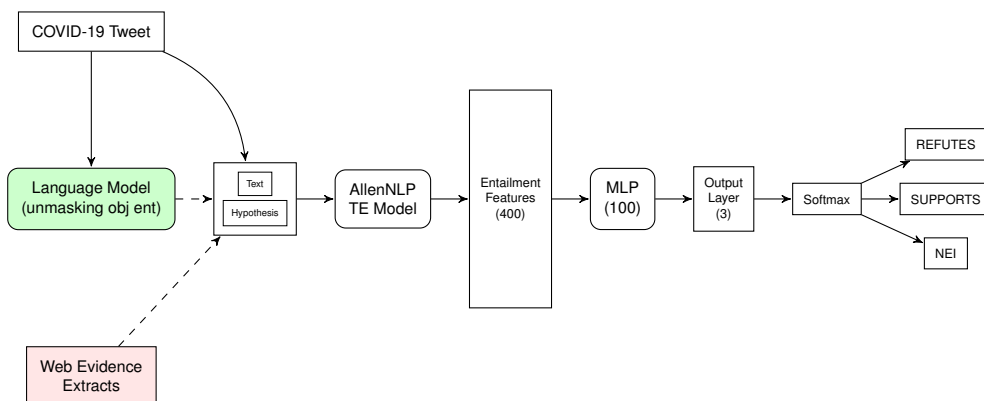 COVID-19 Tweet
Language Model
(unmasking obj ent)
Text
Hypothesis
AllenNLP
TE Model
Entailment
Features
(400)
MLP
(100)
Output
Layer
(3)
Softmax
REFUTES
SUPPORTS
NEI
Web Evidence
Extracts